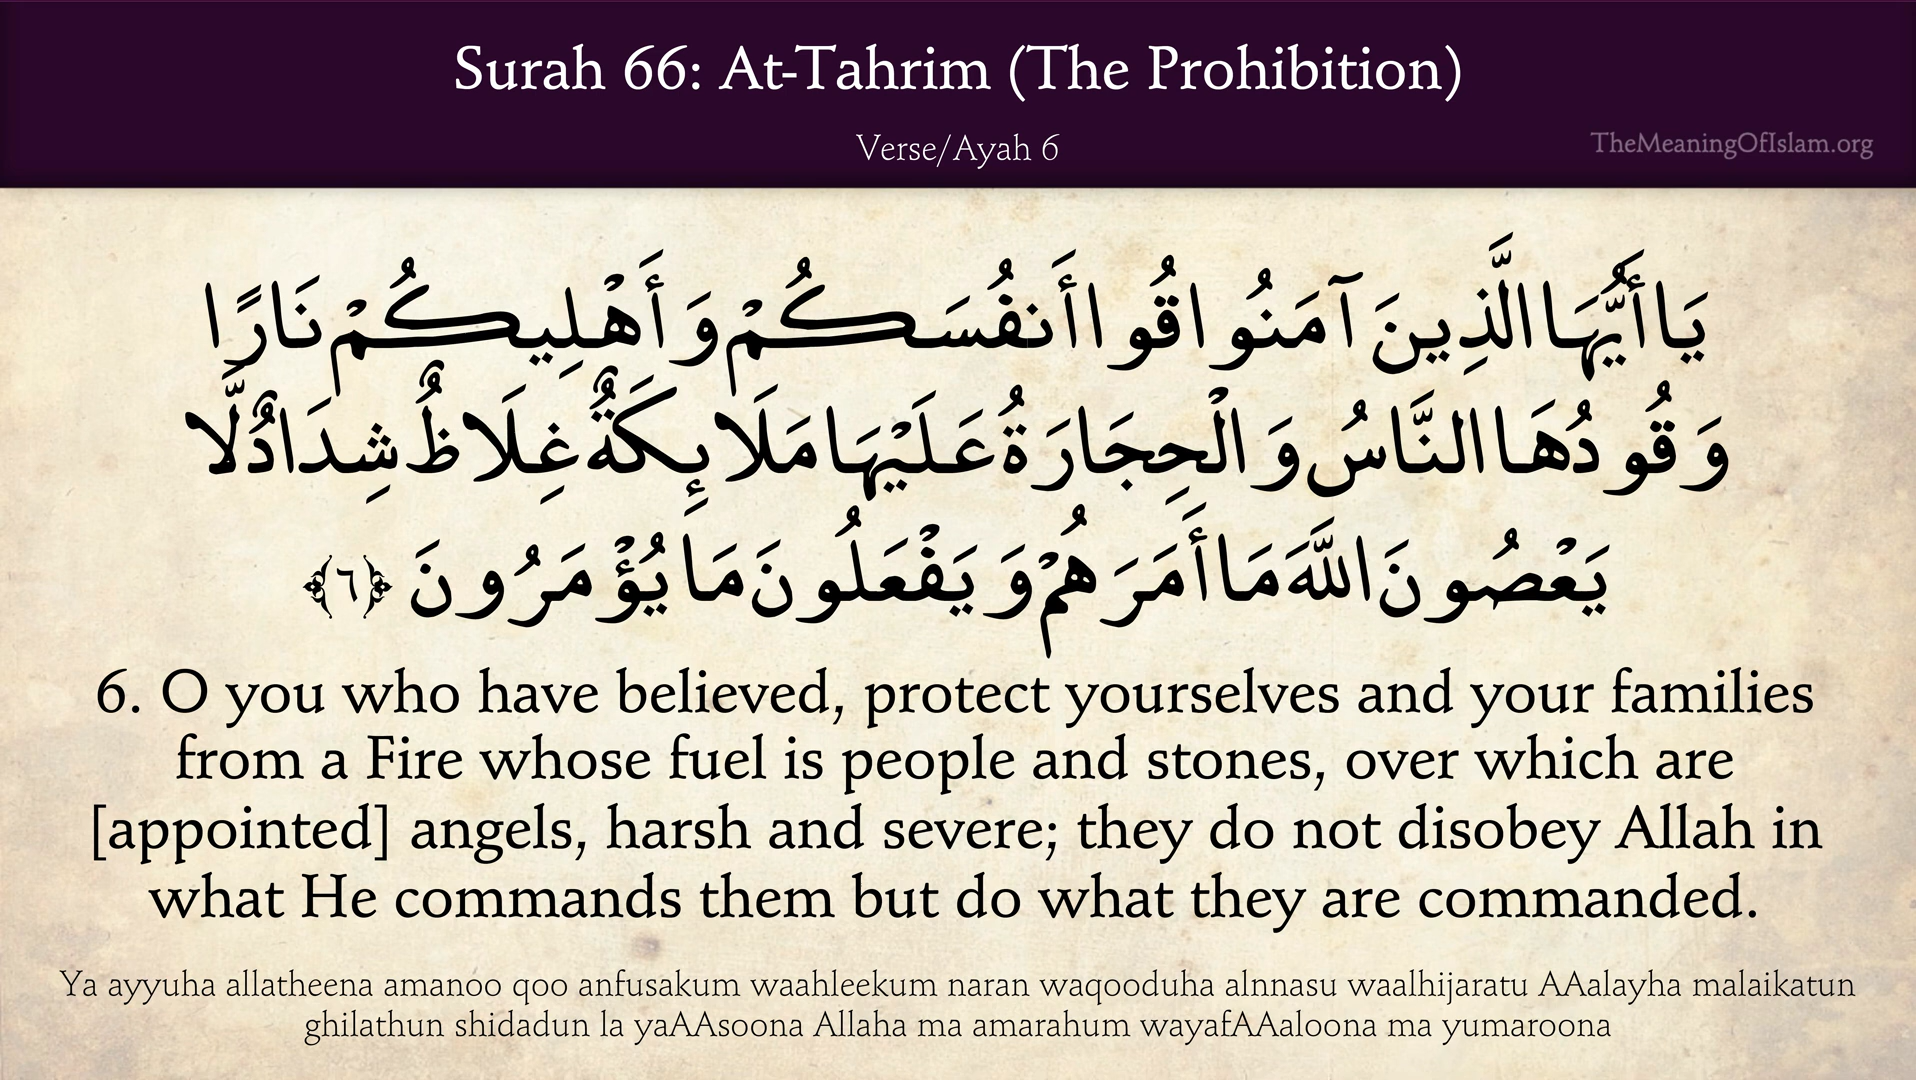 Surah 66: At-Tahrim (The Prohibition)
Verse/Ayah 6
TheMeaningOfIslam.org
يَا أَيُّهَا الَّذِينَ آمَنُوا قُوا أَنفُسَكُمْ وَأَهْلِيكُمْ نَارًا
وَقُودُهَا النَّاسُ وَالْحِجَارَةُ عَلَيْهَا مَلَائِكَةٌ غِلَاظٌ شِدَادٌ لَّا
يَعْصُونَ اللَّهَ مَا أَمَرَهُمْ وَيَفْعَلُونَ مَا يُؤْمَرُونَ ﴿٦﴾
6. O you who have believed, protect yourselves and your families
from a Fire whose fuel is people and stones, over which are
[appointed] angels, harsh and severe; they do not disobey Allah in
what He commands them but do what they are commanded.
Ya ayyuha allatheena amanoo qoo anfusakum waahleekum naran waqooduha alnnasu waalhijaratu AAalayha malaikatun
ghilathun shidadun la yaAAsoona Allaha ma amarahum wayafAAaloona ma yumaroona